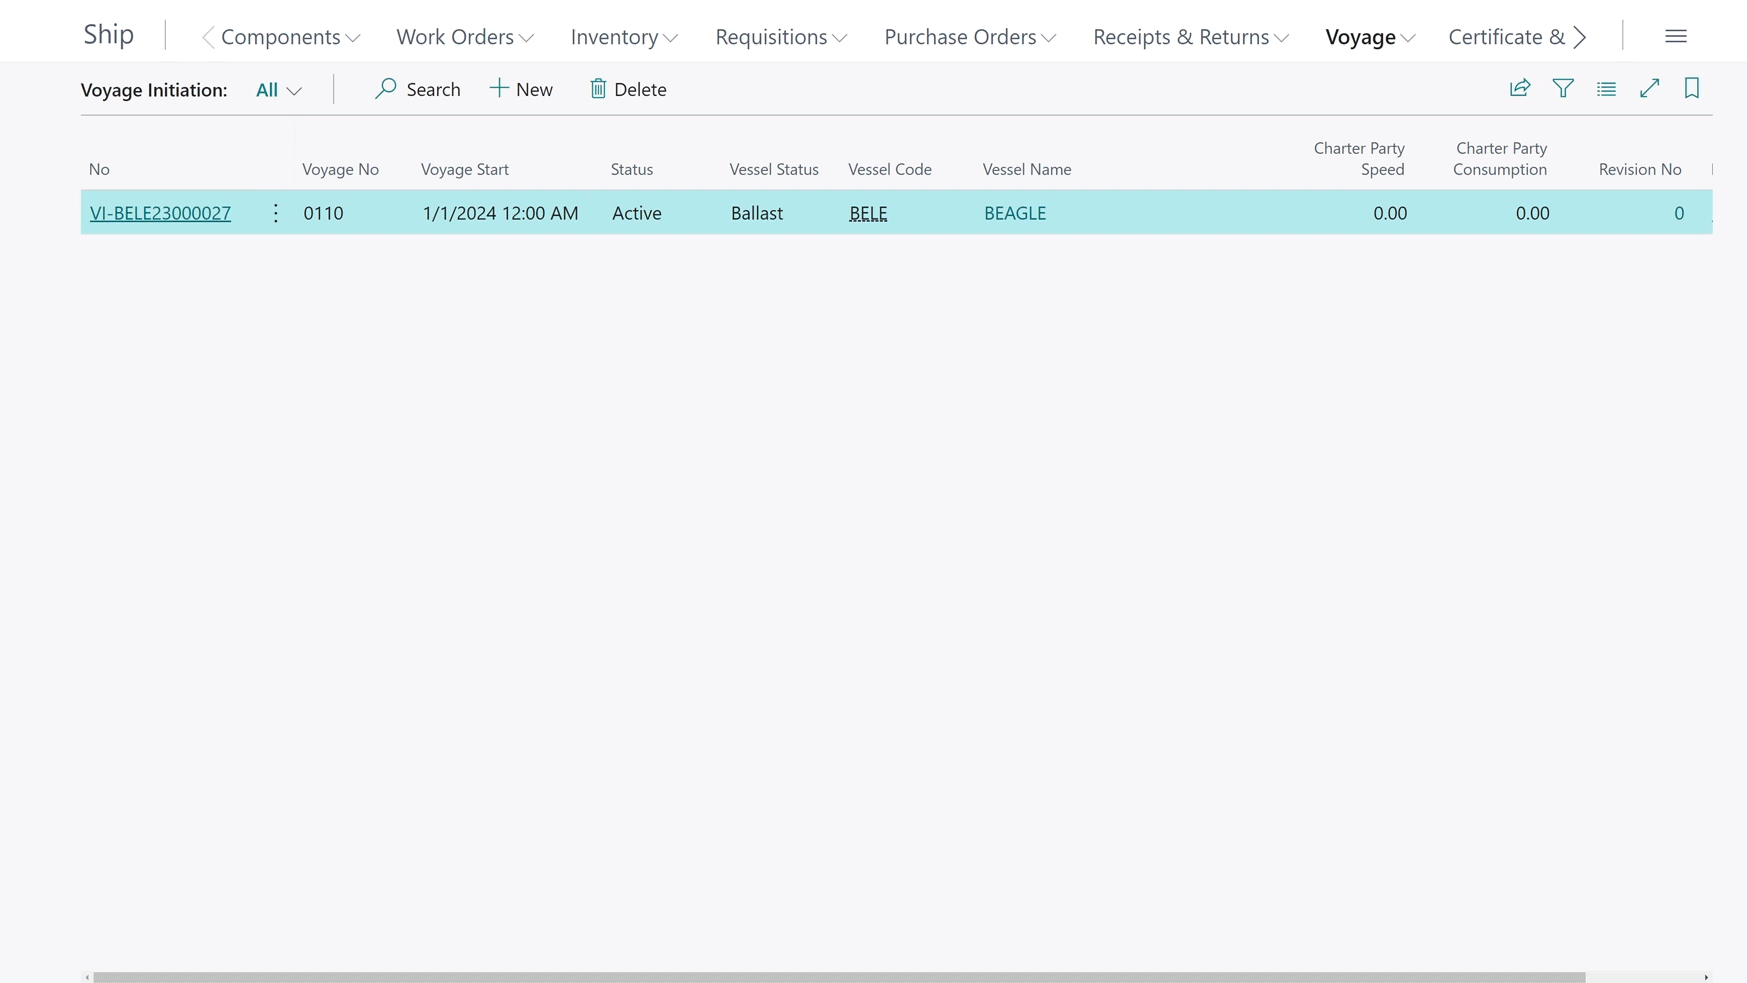 Ship Components Work Orders Inventory Requisitions Purchase Orders Receipts & Returns Voyage Certificate &
Voyage Initiation: All Search New Delete
No Voyage No Voyage Start Status Vessel Status Vessel Code Vessel Name Charter Party Speed Charter Party Consumption Revision No
VI-BELE23000027 0110 1/1/2024 12:00 AM Active Ballast BELE BEAGLE 0.00 0.00 0